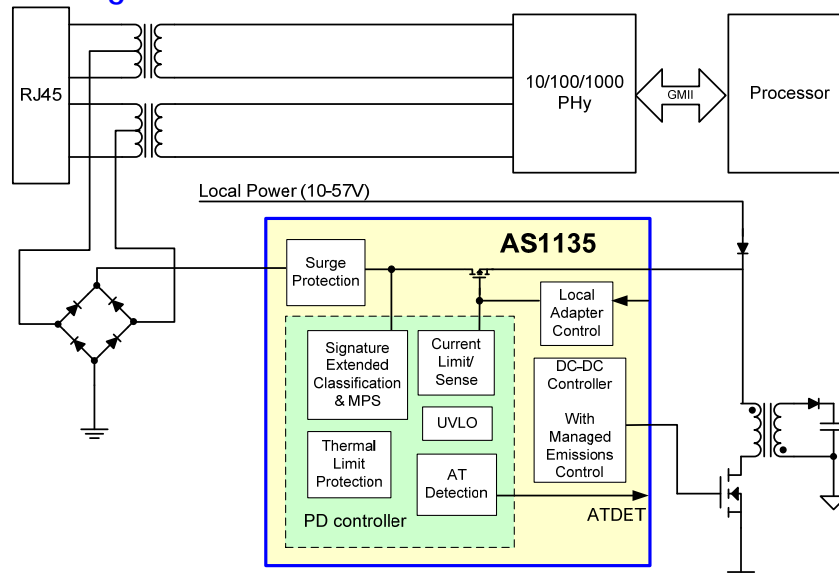 RJ45
10/100/1000
PHy
GMII
Processor
Local Power (10-57V)
AS1135
Surge
Protection
Local
Adapter
Control
Signature
Extended
Classification
& MPS
Current
Limit/
Sense
DC-DC
Controller
With
Managed
Emissions
Control
UVLO
Thermal
Limit
Protection
AT
Detection
PD controller
ATDET